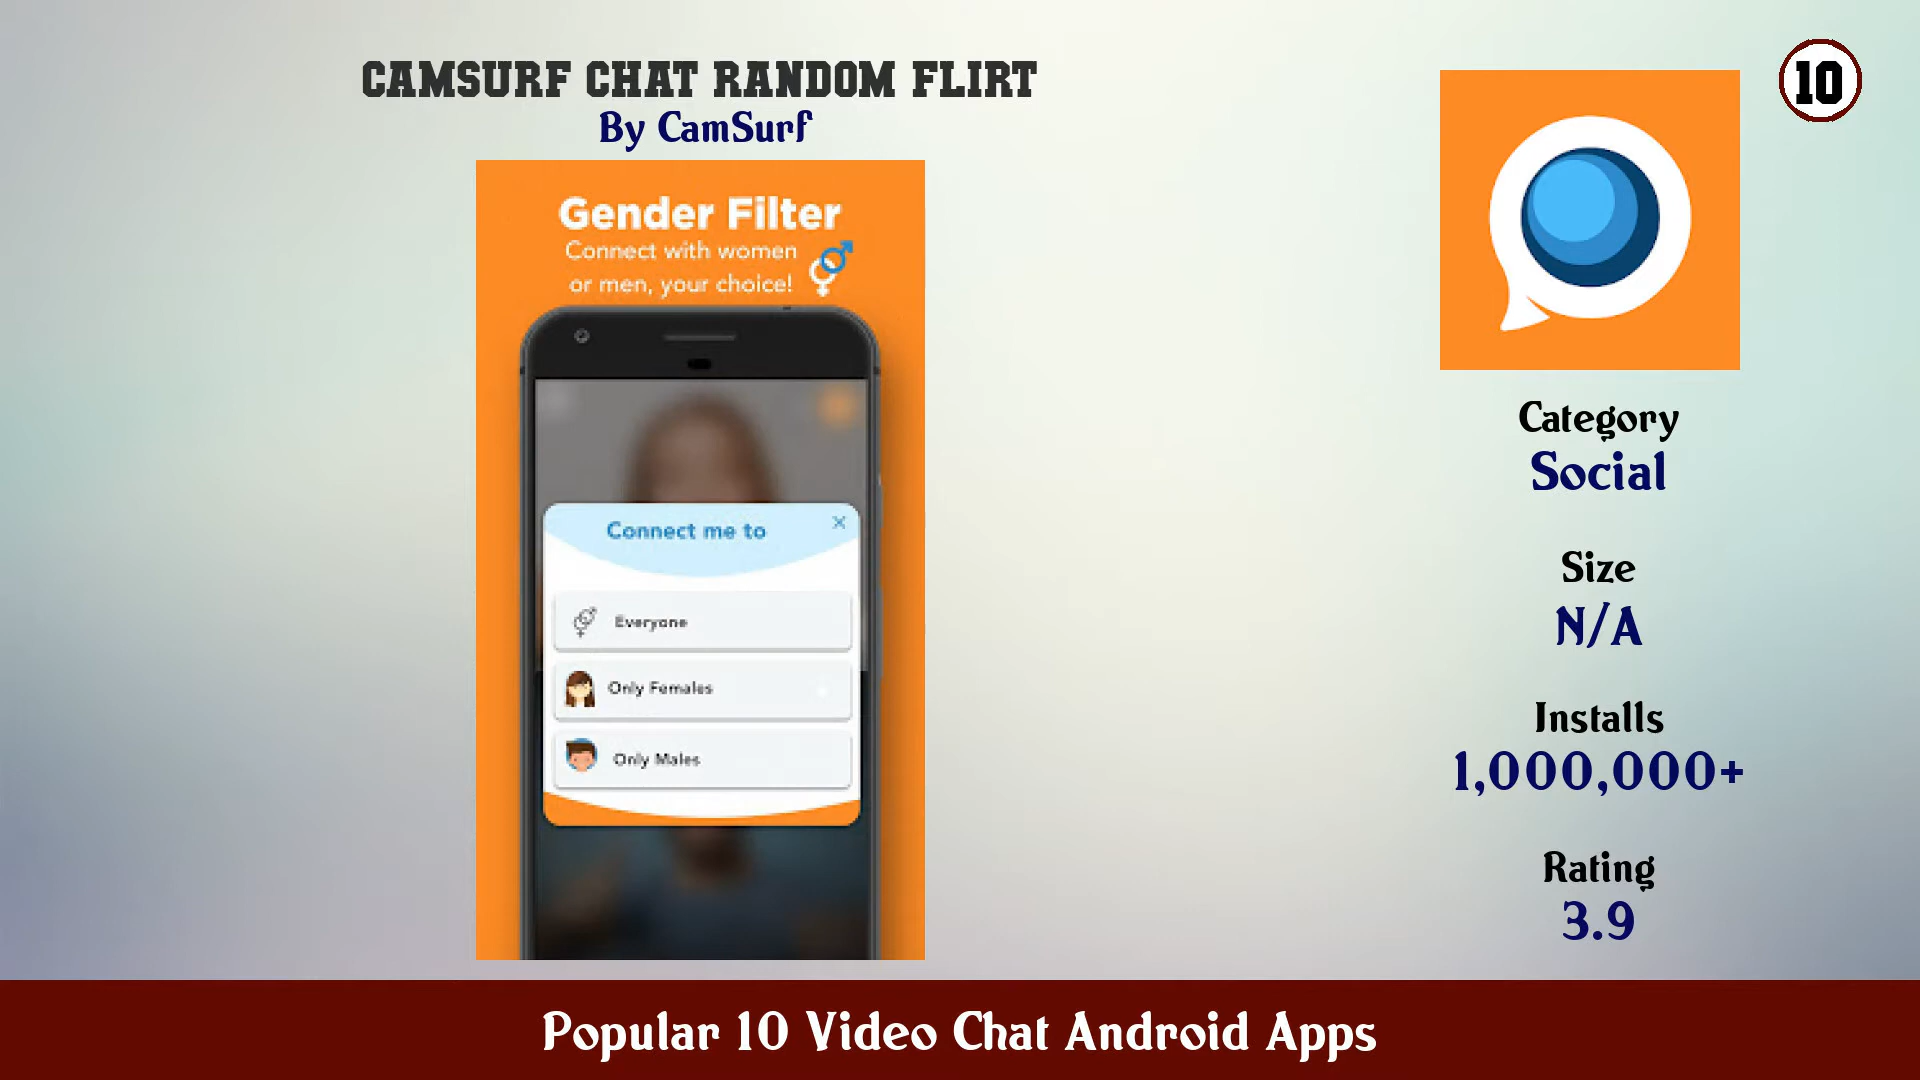 CAMSURF CHAT RANDOM FLIRT
By CamSurf
10
Gender Filter
Connect with women
or men, your choice!
Connect me to
Everyone
Only Females
Only Males
Category
Social
Size
N/A
Installs
1,000,000+
Rating
3.9
Popular 10 Video Chat Android Apps